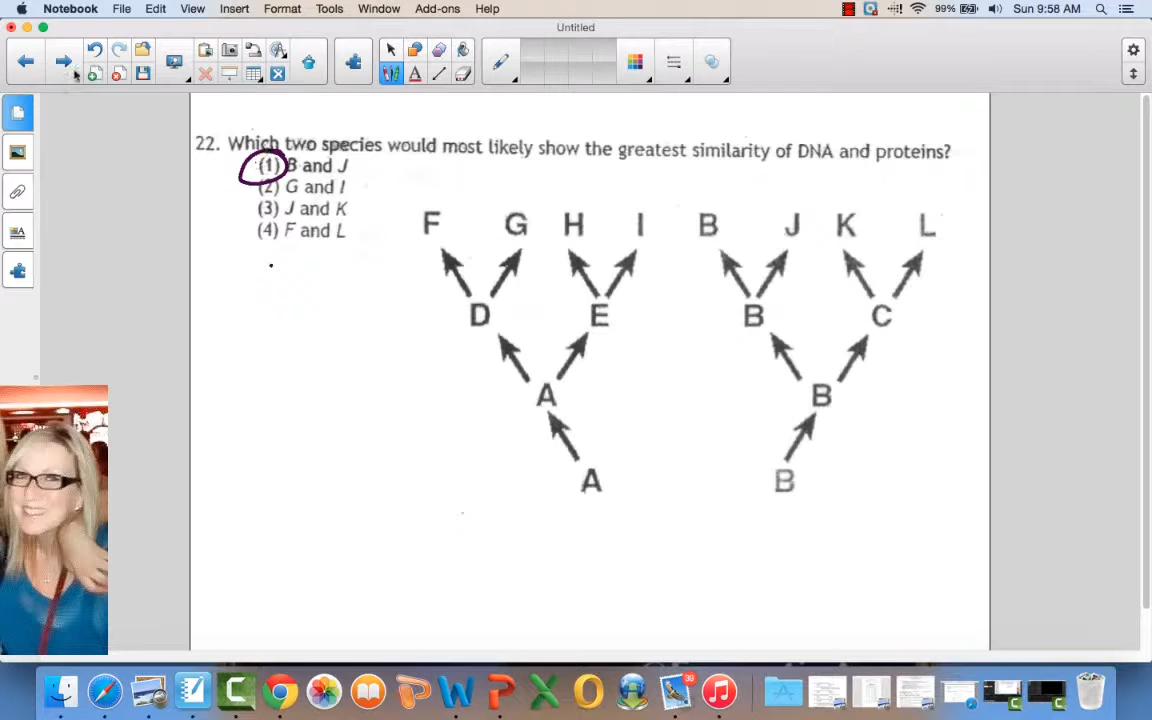 Notebook File Edit View Insert Format Tools Window Add-ons Help 99% Sun 9:58 AM
Untitled
22. Which two species would most likely show the greatest similarity of DNA and proteins?
(1) B and J
(2) G and I
(3) J and K
(4) F and L
F G H I B J K L
D E B C
A B
A B
39